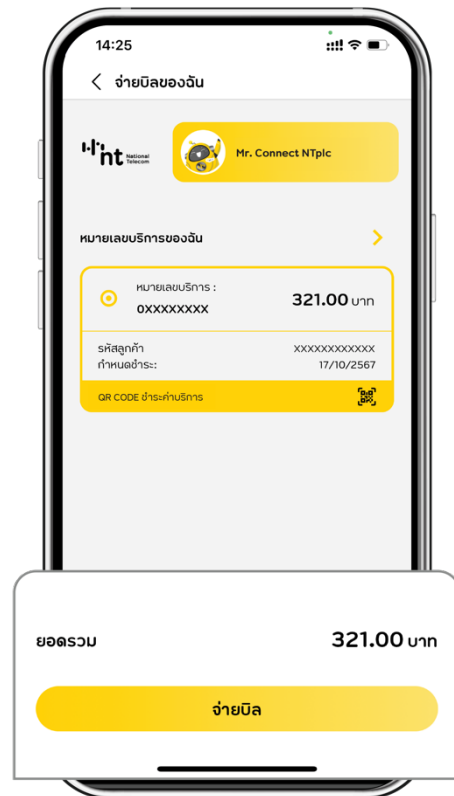 14:25
จ่ายบิลของฉัน
nt National Telecom
Mr. Connect NTplc
หมายเลขบริการของฉัน
หมายเลขบริการ :
0XXXXXXXX
321.00 บาท
รหัสลูกค้า XXXXXXXXXXXX
กำหนดชำระ: 17/10/2567
QR CODE ชำระค่าบริการ
ยอดรวม 321.00 บาท
จ่ายบิล